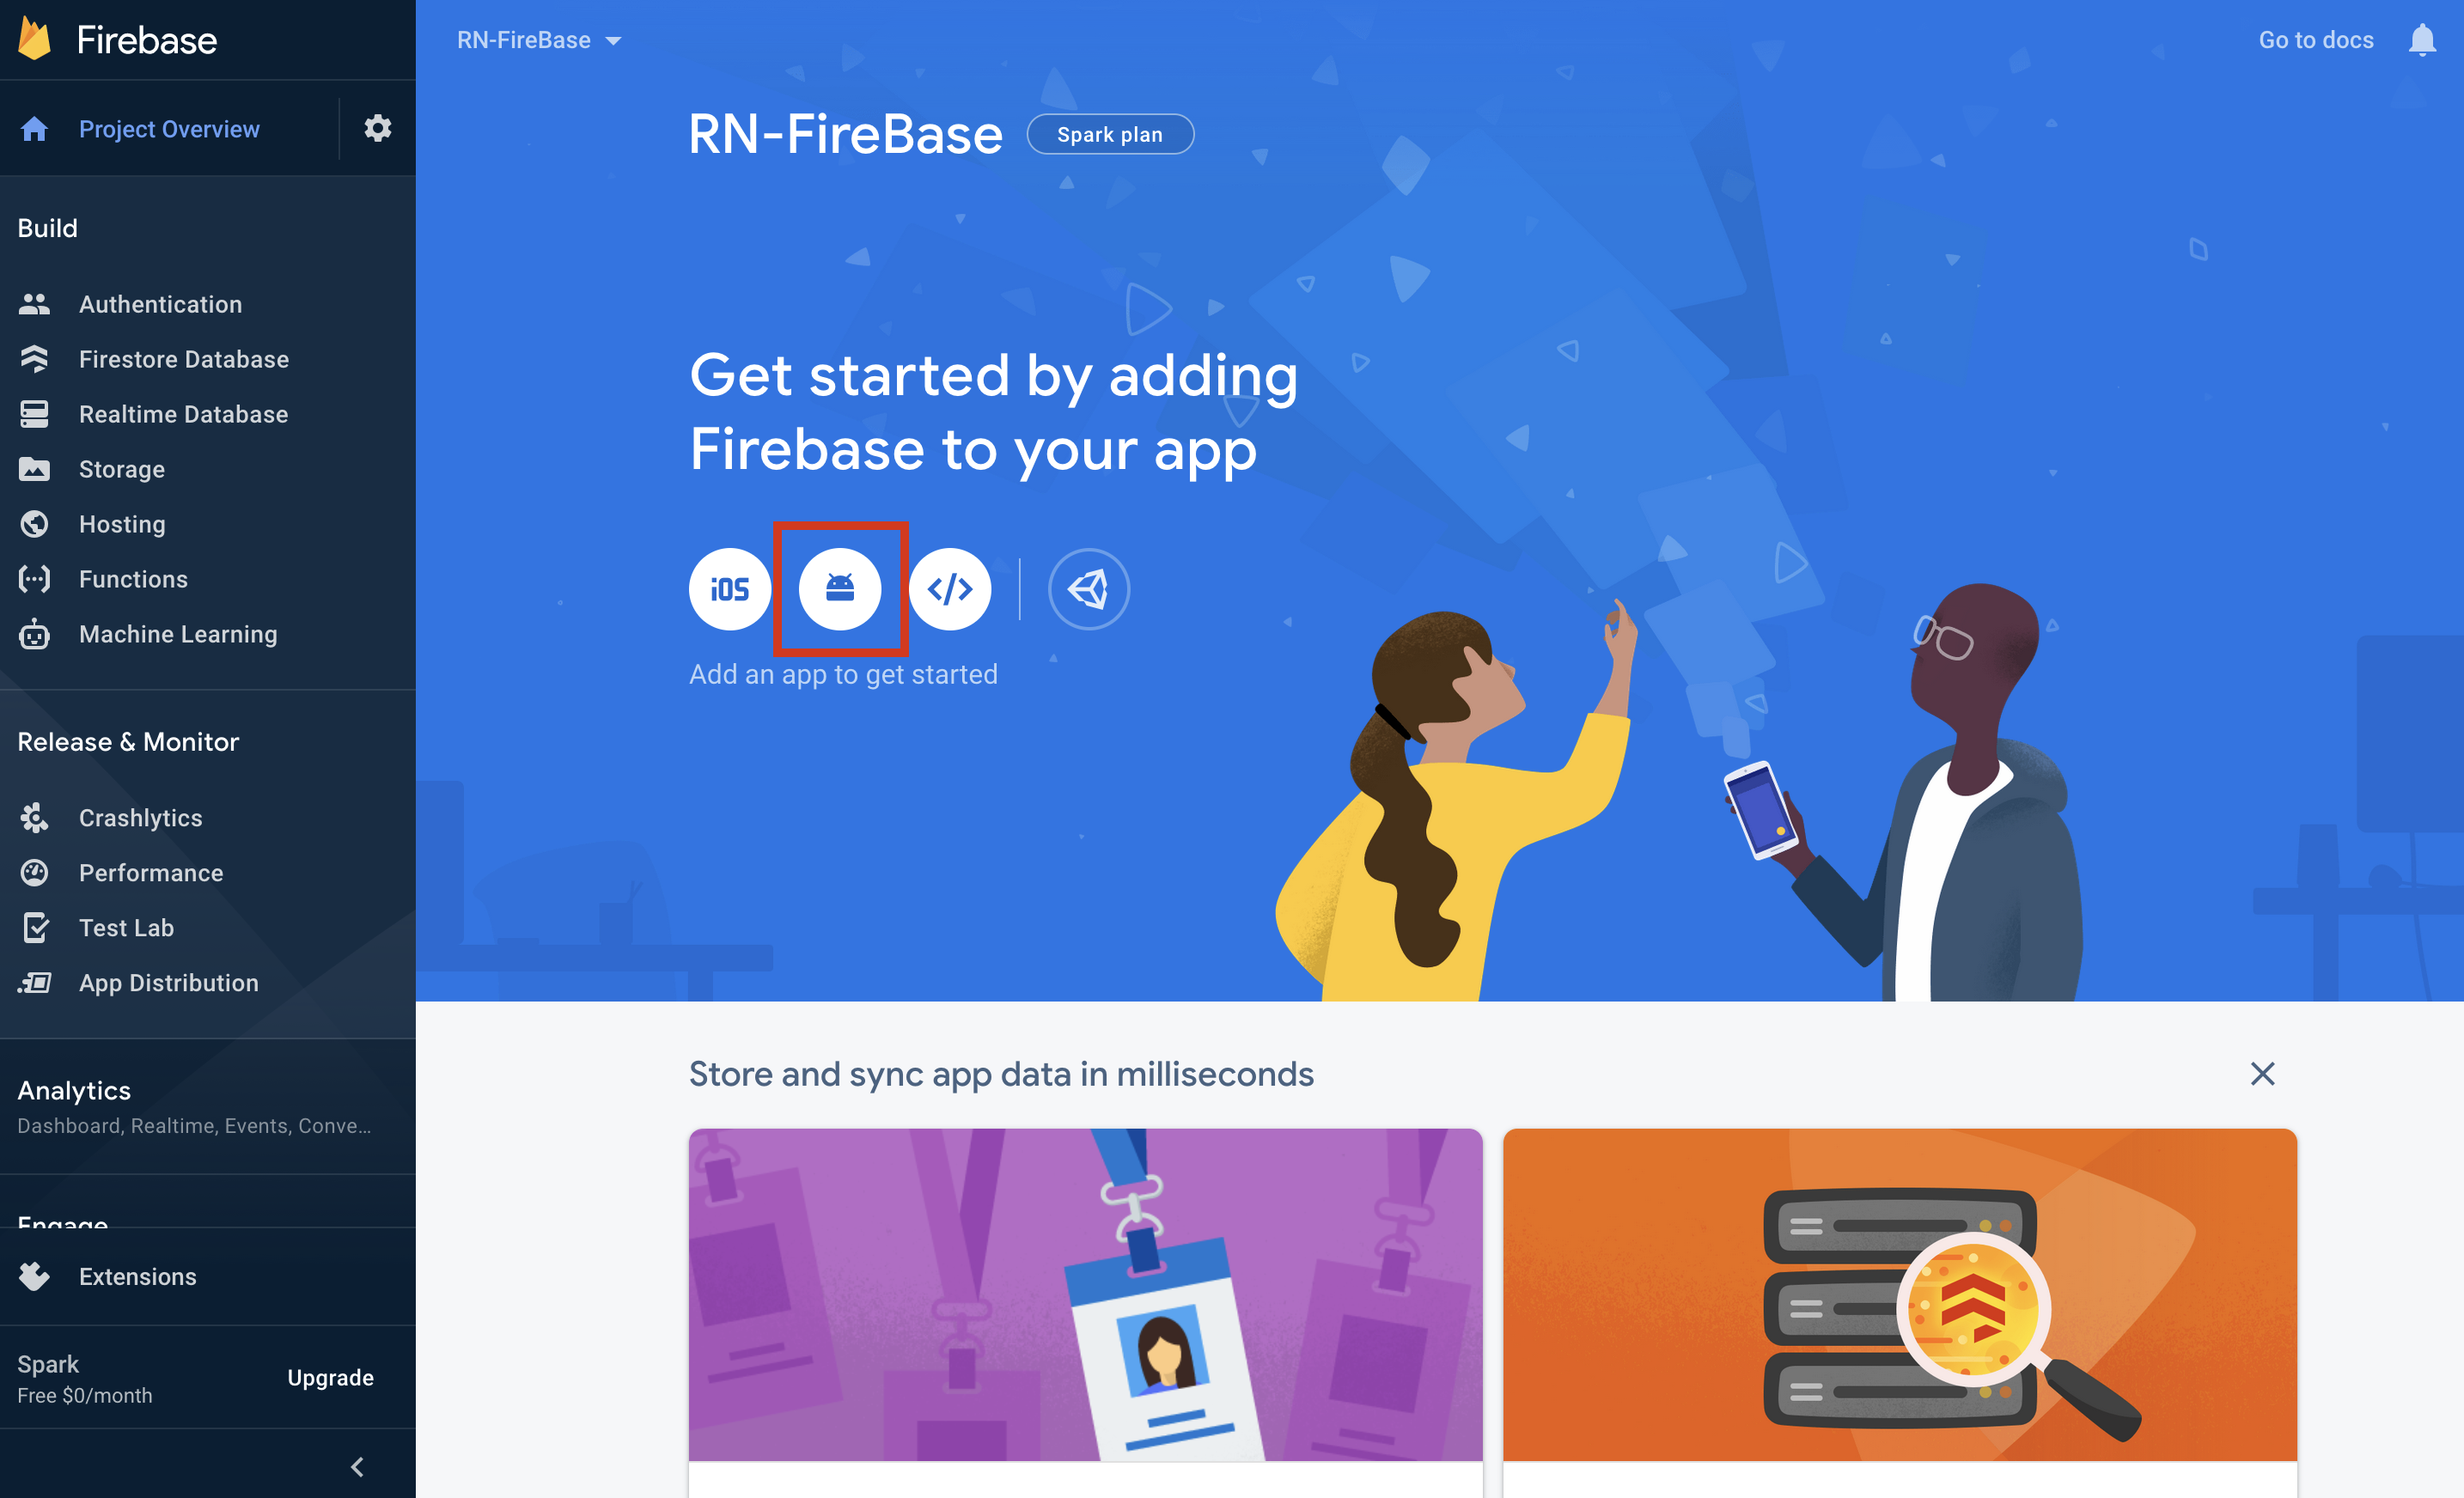 Firebase
Project Overview
Build
Authentication
Firestore Database
Realtime Database
Storage
Hosting
Functions
Machine Learning
Release & Monitor
Crashlytics
Performance
Test Lab
App Distribution
Analytics
Dashboard, Realtime, Events, Conve...
Engage
Extensions
Spark
Free $0/month
Upgrade
RN-FireBase
Go to docs
RN-FireBase
Spark plan
Get started by adding
Firebase to your app
iOS
</>
Add an app to get started
Store and sync app data in milliseconds